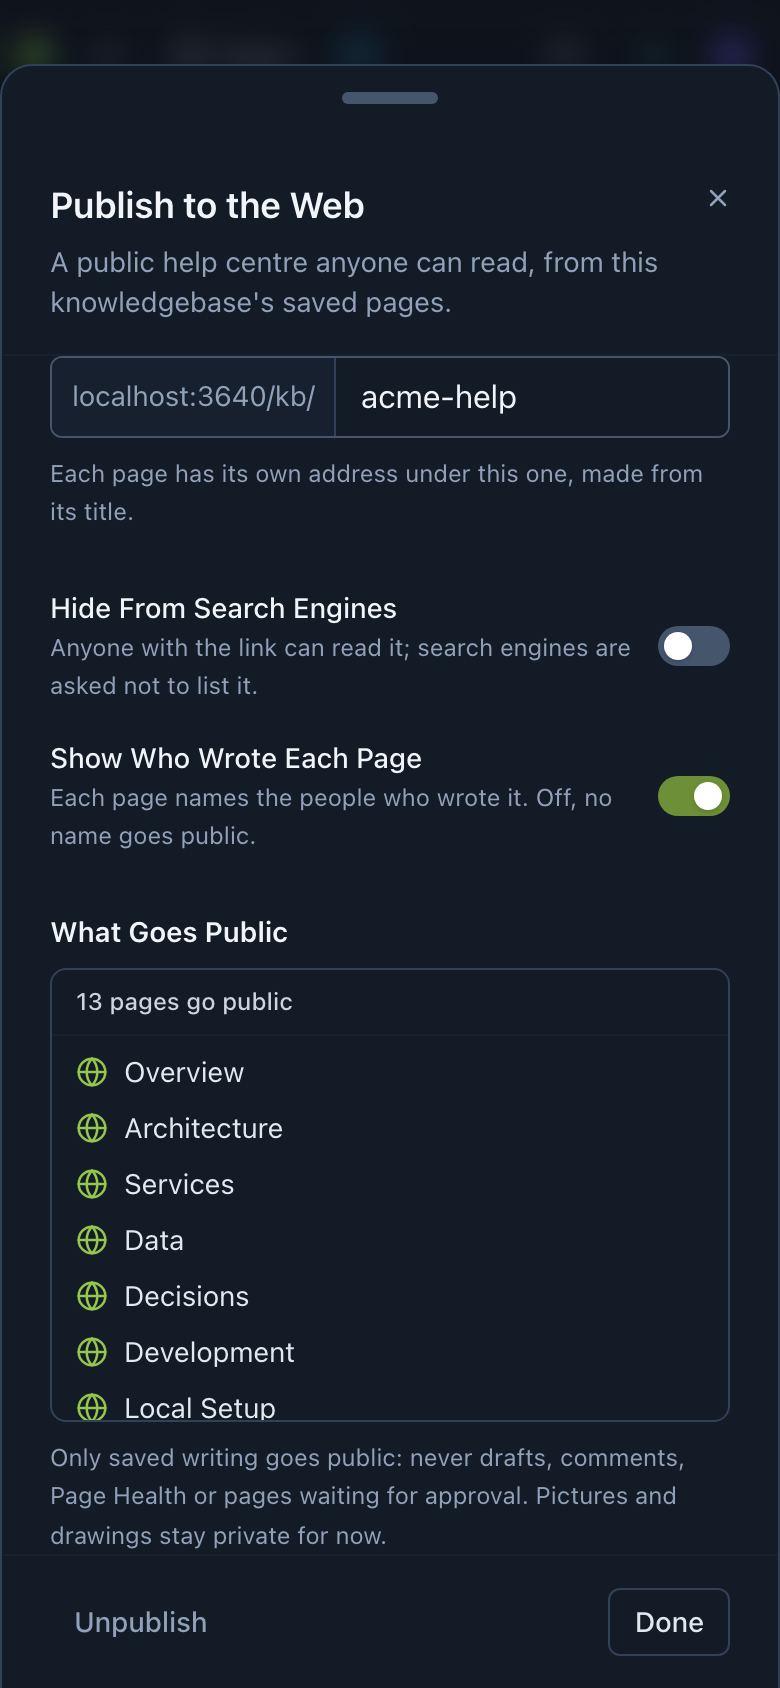 Publish to the Web
A public help centre anyone can read, from this
knowledgebase's saved pages.
localhost:3640/kb/ acme-help
Each page has its own address under this one, made from
its title.
Hide From Search Engines
Anyone with the link can read it; search engines are
asked not to list it.
Show Who Wrote Each Page
Each page names the people who wrote it. Off, no
name goes public.
What Goes Public
13 pages go public
Overview
Architecture
Services
Data
Decisions
Development
Local Setup
Only saved writing goes public: never drafts, comments,
Page Health or pages waiting for approval. Pictures and
drawings stay private for now.
Unpublish
Done